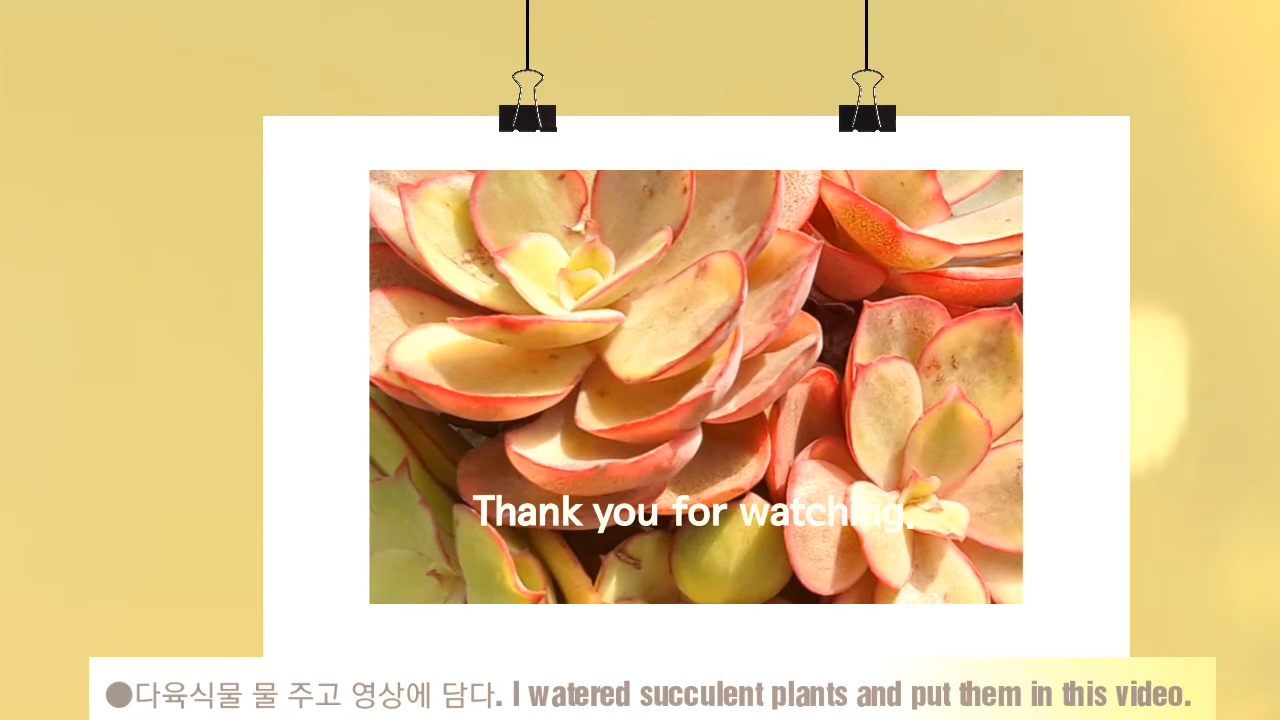 Thank you for watching.
●다육식물 물 주고 영상에 담다. I watered succulent plants and put them in this video.